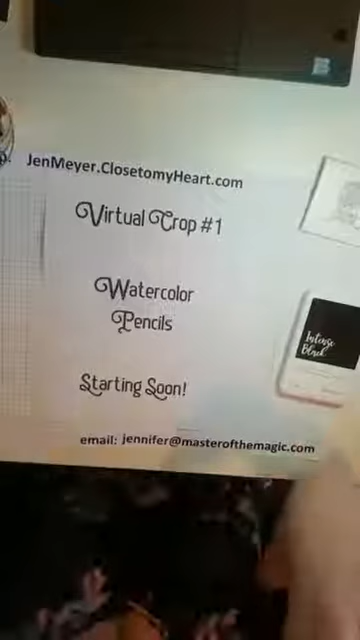 JenMeyer.ClosetomyHeart.com
Virtual Crop #1
Watercolor
Pencils
Intense
Black
Starting Soon!
email: jennifer@masterofthemagic.com